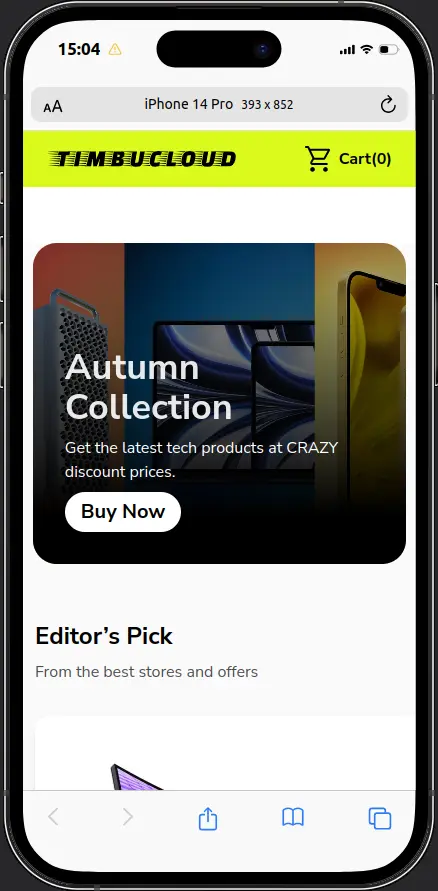 15:04
AA
iPhone 14 Pro 393 x 852
TIMBUCLOUD
Cart(0)
Autumn
Collection
Get the latest tech products at CRAZY
discount prices.
Buy Now
Editor’s Pick
From the best stores and offers